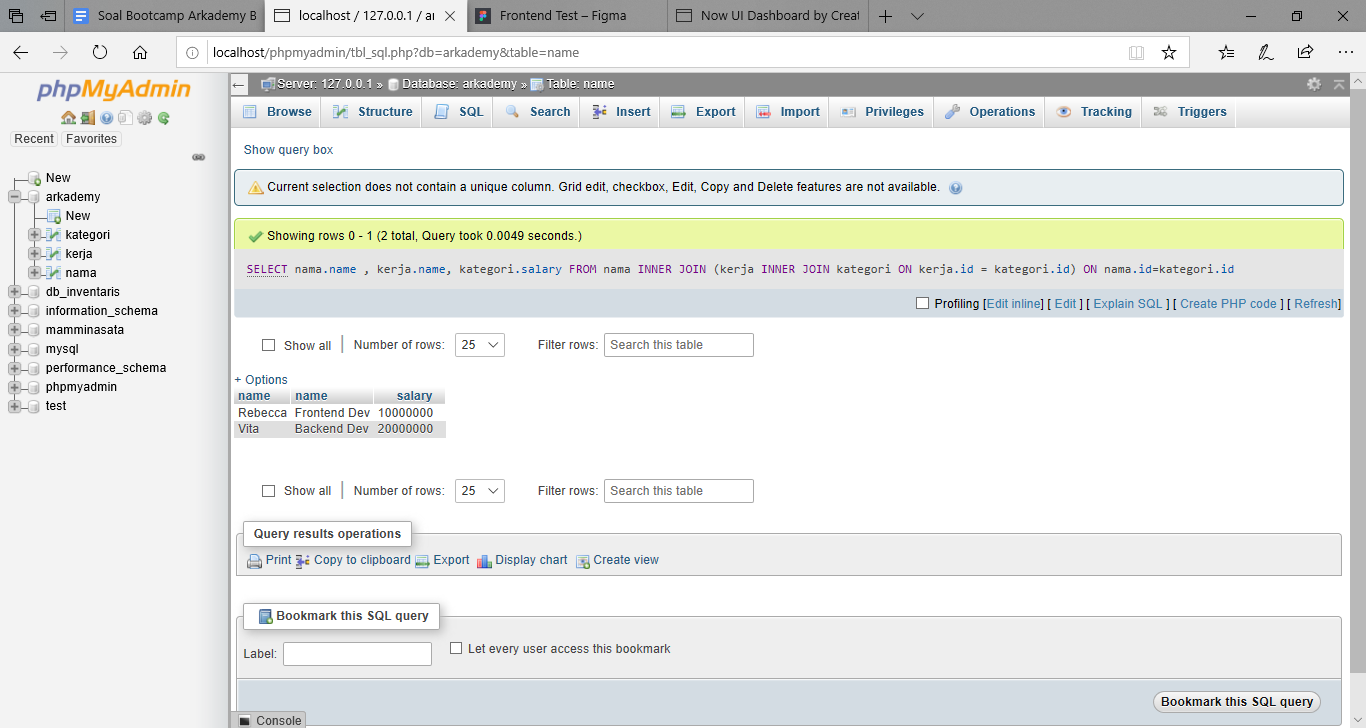 Soal Bootcamp Arkademy B
localhost / 127.0.0.1 / ar
Frontend Test – Figma
Now UI Dashboard by Creat
localhost/phpmyadmin/tbl_sql.php?db=arkademy&table=name
phpMyAdmin
Recent Favorites
New
arkademy
New
kategori
kerja
nama
db_inventaris
information_schema
mamminasata
mysql
performance_schema
phpmyadmin
test
Server: 127.0.0.1 » Database: arkademy » Table: name
Browse Structure SQL Search Insert Export Import Privileges Operations Tracking Triggers
Show query box
Current selection does not contain a unique column. Grid edit, checkbox, Edit, Copy and Delete features are not available.
Showing rows 0 - 1 (2 total, Query took 0.0049 seconds.)
SELECT nama.name , kerja.name, kategori.salary FROM nama INNER JOIN (kerja INNER JOIN kategori ON kerja.id = kategori.id) ON nama.id=kategori.id
Profiling [Edit inline] [ Edit ] [ Explain SQL ] [ Create PHP code ] [ Refresh]
Show all Number of rows: 25 Filter rows: Search this table
+ Options
name name salary
Rebecca Frontend Dev 10000000
Vita Backend Dev 20000000
Show all Number of rows: 25 Filter rows: Search this table
Query results operations
Print Copy to clipboard Export Display chart Create view
Bookmark this SQL query
Label: Let every user access this bookmark
Bookmark this SQL query
Console